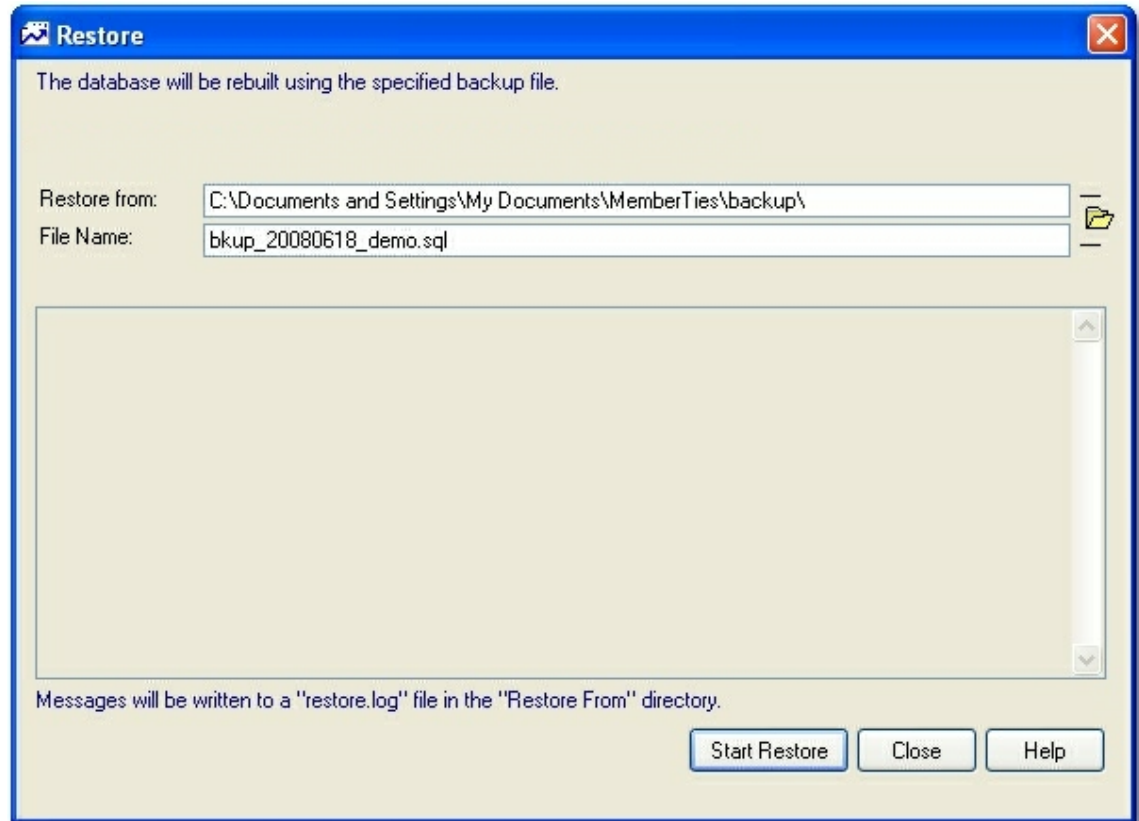 Restore
The database will be rebuilt using the specified backup file.
Restore from: C:\Documents and Settings\My Documents\MemberTies\backup\
File Name: bkup_20080618_demo.sql
Messages will be written to a "restore.log" file in the "Restore From" directory.
Start Restore Close Help